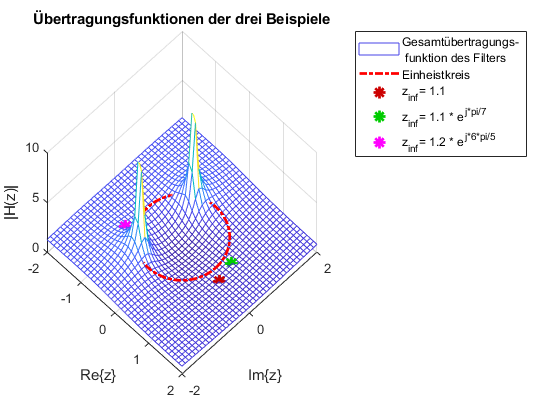 Übertragungsfunktionen der drei Beispiele
Gesamtübertragungs-
funktion des Filters
Einheistkreis
z_inf = 1.1
z_inf = 1.1 * e^j*pi/7
z_inf = 1.2 * e^j*6*pi/5
|H(z)|
10
5
0
-2
-1
0
1
2
Re{z}
-2
0
2
Im{z}